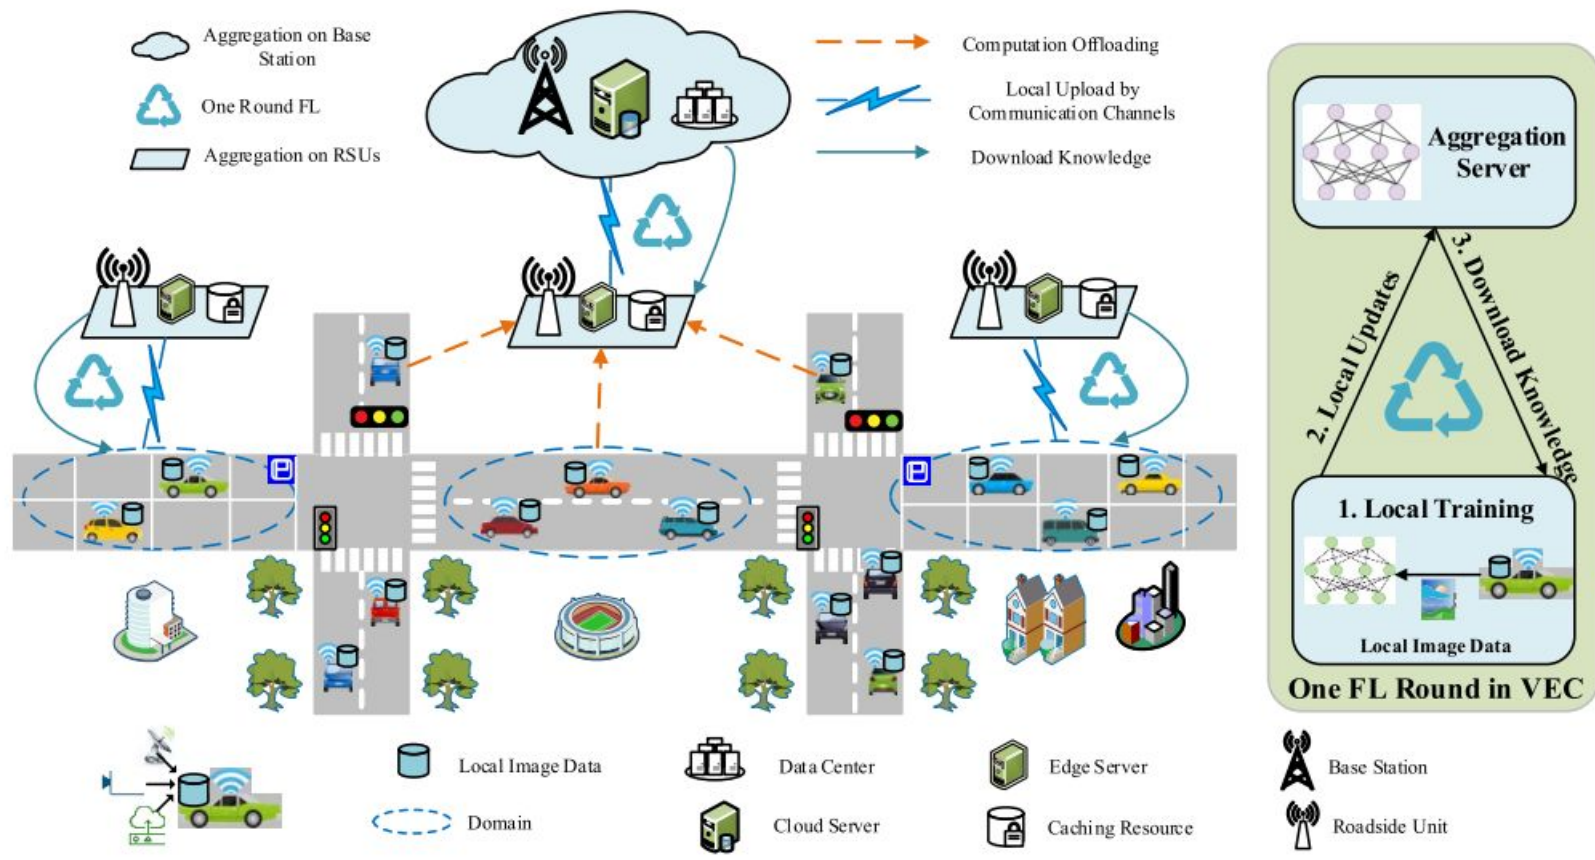 Aggregation on Base
Station
One Round FL
Aggregation on RSUs
Computation Offloading
Local Upload by
Communication Channels
Download Knowledge
Aggregation
Server
2. Local Updates
3. Download Knowledge
1. Local Training
Local Image Data
One FL Round in VEC
Local Image Data
Data Center
Edge Server
Base Station
Domain
Cloud Server
Caching Resource
Roadside Unit